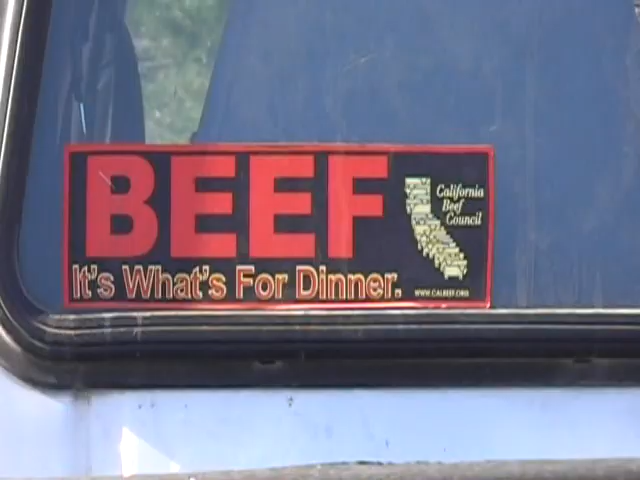 BEEF
California
Beef
Council
It's What's For Dinner.
WWW.CALBEEF.ORG